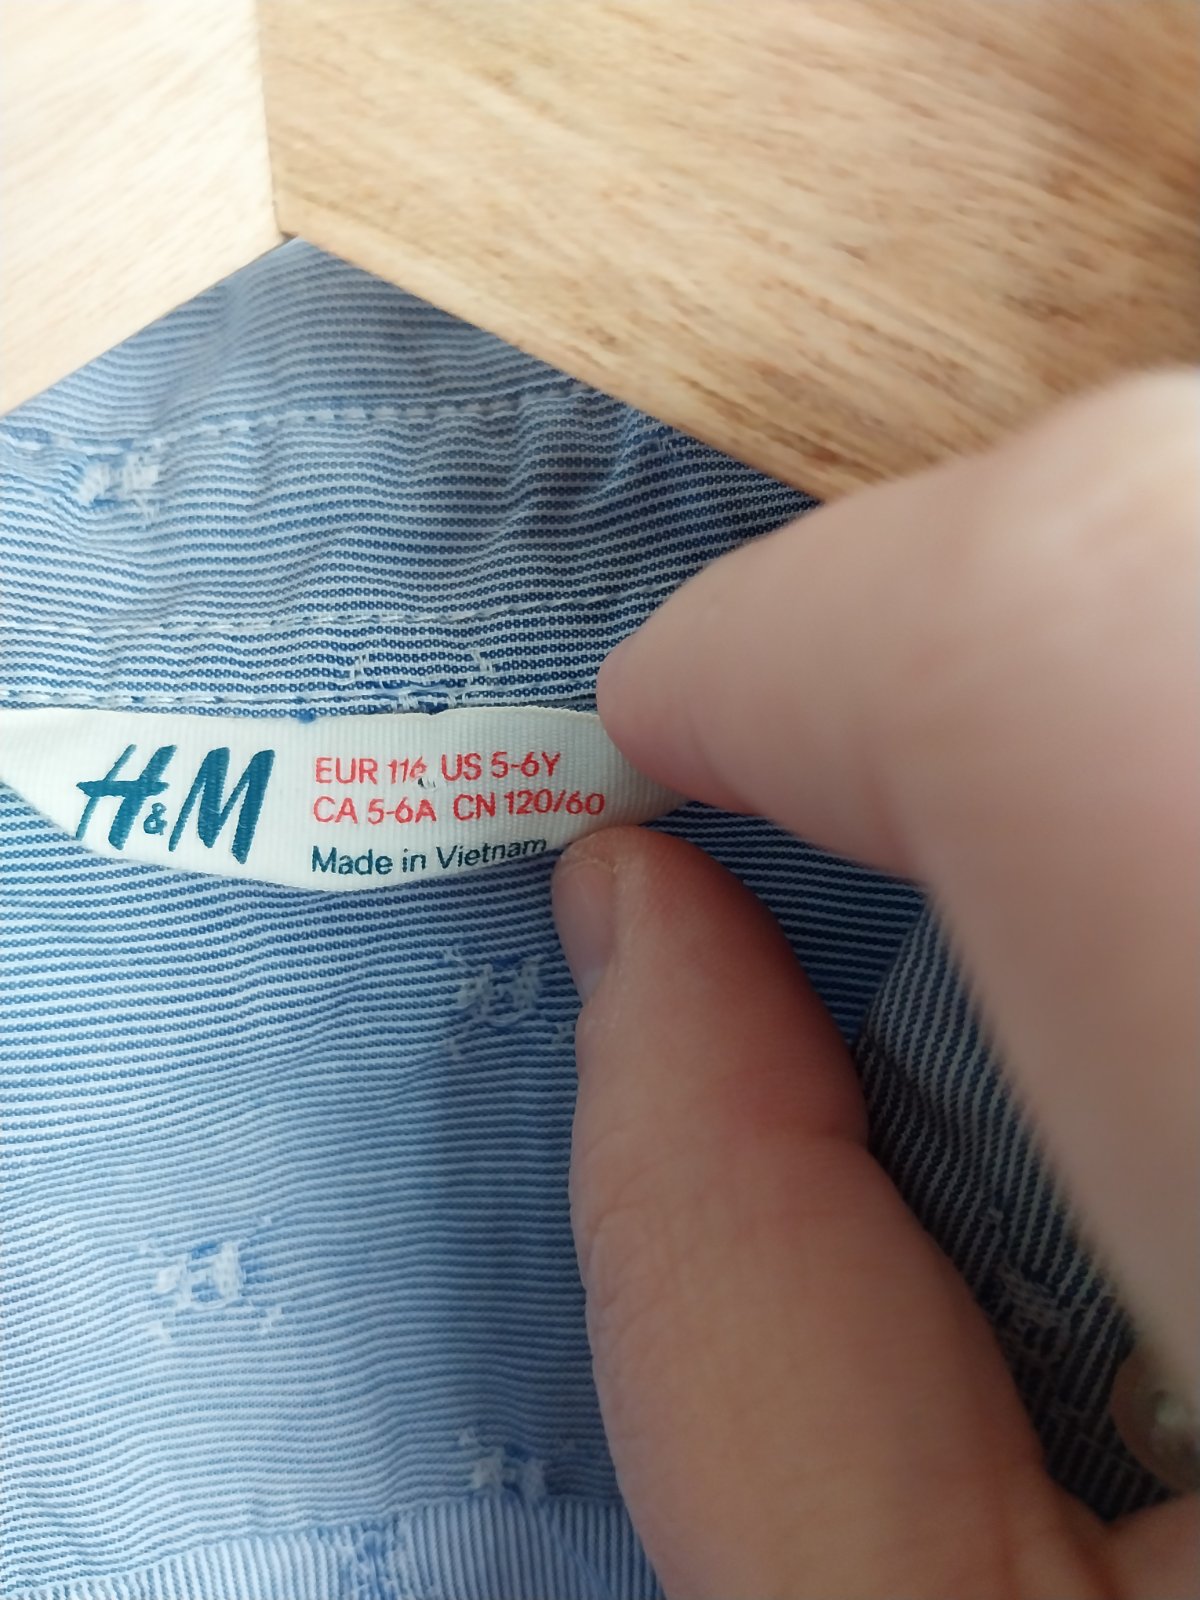 H&M
EUR 116 US 5-6Y
CA 5-6A CN 120/60
Made in Vietnam